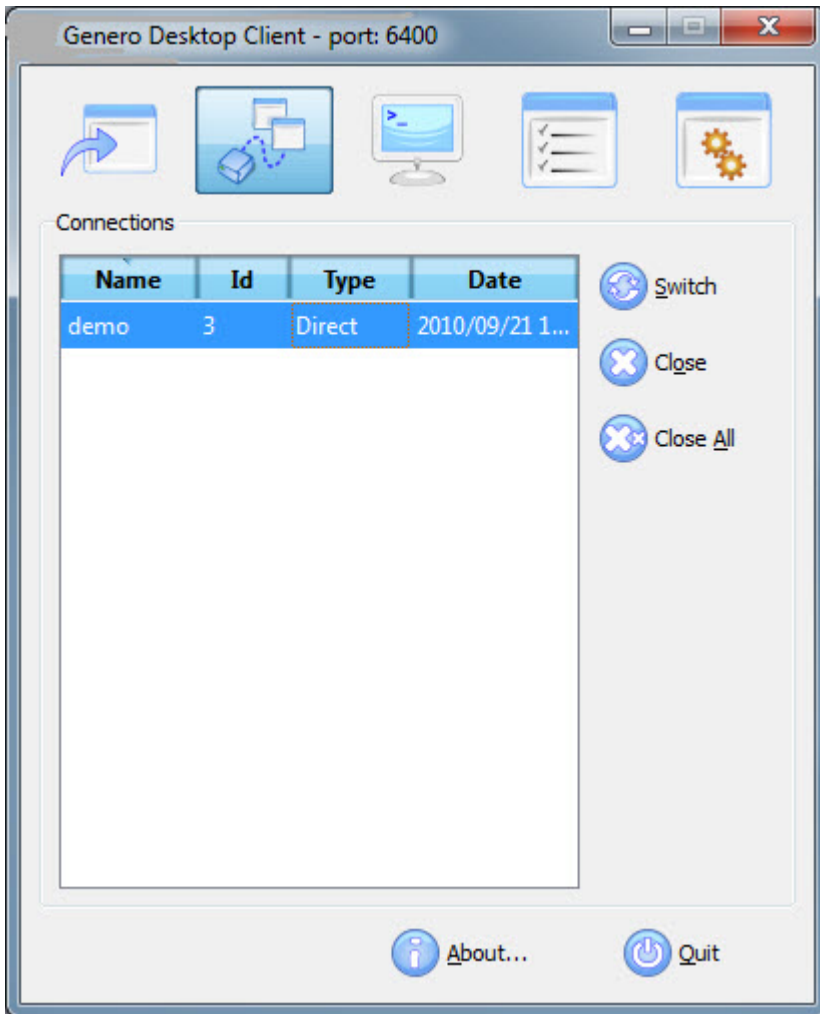 Genero Desktop Client - port: 6400
>_
Connections
Name Id Type Date
demo 3 Direct 2010/09/21 1...
Switch
Close
Close All
About...
Quit